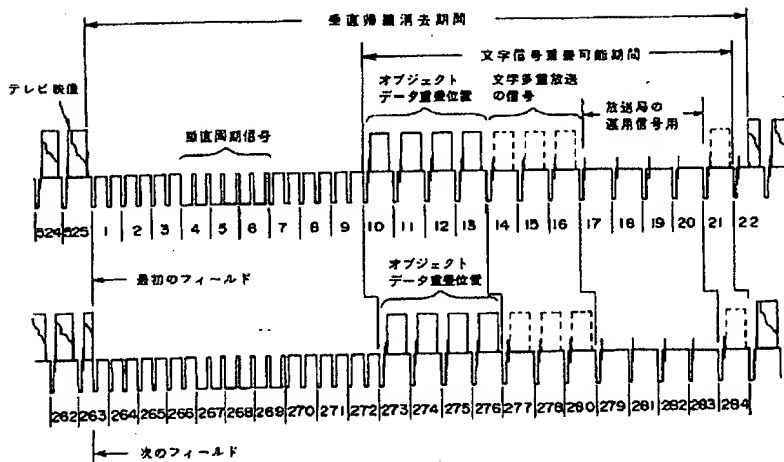 垂直帰線消去期間
文字信号重畳可能期間
オブジェクト
データ重畳位置
文字多重放送
の信号
放送局の
運用信号用
テレビ映像
垂直周期信号
524 525 1 2 3 4 5 6 7 8 9 10 11 12 13 14 15 16 17 18 19 20 21 22
最初のフィールド
オブジェクト
データ重畳位置
262 263 264 265 266 267 268 269 270 271 272 273 274 275 276 277 278 280 279 281 282 283 284
次のフィールド